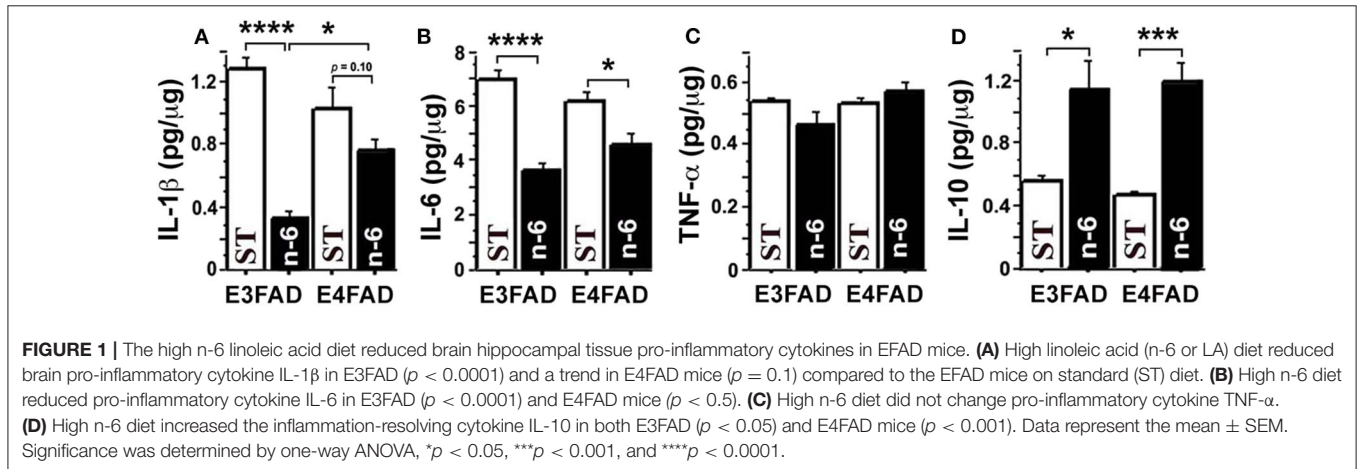 A
****
*
p = 0.10
IL-1β (pg/μg)
1.2
0.8
0.4
0
ST
n-6
ST
n-6
E3FAD
E4FAD
B
****
*
IL-6 (pg/μg)
8
6
4
2
0
ST
n-6
ST
n-6
E3FAD
E4FAD
C
TNF-α (pg/μg)
0.6
0.4
0.2
0
ST
n-6
ST
n-6
E3FAD
E4FAD
D
*
***
IL-10 (pg/μg)
1.2
0.8
0.4
0
ST
n-6
ST
n-6
E3FAD
E4FAD
FIGURE 1 | The high n-6 linoleic acid diet reduced brain hippocampal tissue pro-inflammatory cytokines in EFAD mice. (A) High linoleic acid (n-6 or LA) diet reduced
brain pro-inflammatory cytokine IL-1β in E3FAD (p < 0.0001) and a trend in E4FAD mice (p = 0.1) compared to the EFAD mice on standard (ST) diet. (B) High n-6 diet
reduced pro-inflammatory cytokine IL-6 in E3FAD (p < 0.0001) and E4FAD mice (p < 0.5). (C) High n-6 diet did not change pro-inflammatory cytokine TNF-α.
(D) High n-6 diet increased the inflammation-resolving cytokine IL-10 in both E3FAD (p < 0.05) and E4FAD mice (p < 0.001). Data represent the mean ± SEM.
Significance was determined by one-way ANOVA, *p < 0.05, ***p < 0.001, and ****p < 0.0001.